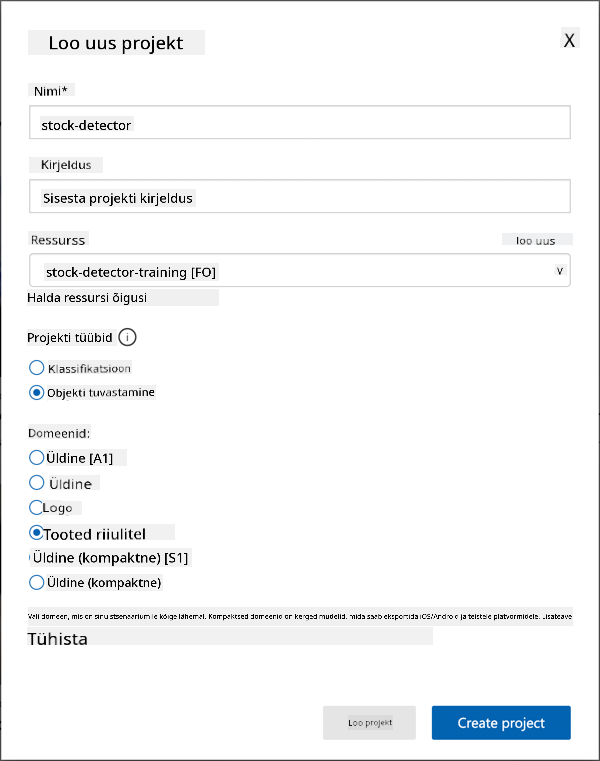 Loo uus projekt
X
Nimi*
stock-detector
Kirjeldus
Sisesta projekti kirjeldus
Ressurss
loo uus
stock-detector-training [F0]
Halda ressursi õigusi
Projekti tüübid
Klassifikatsioon
Objekti tuvastamine
Domeenid:
Üldine [A1]
Üldine
Logo
Tooted riiulitel
Üldine (kompaktne) [S1]
Üldine (kompaktne)
Vali domeen, mis on sinu stsenaariumile kõige lähemal. Kompaktsed domeenid on kerged mudelid, mida saab eksportida iOS/Android ja teistele platvormidele. Lisateave
Tühista
Loo projekt
Create project